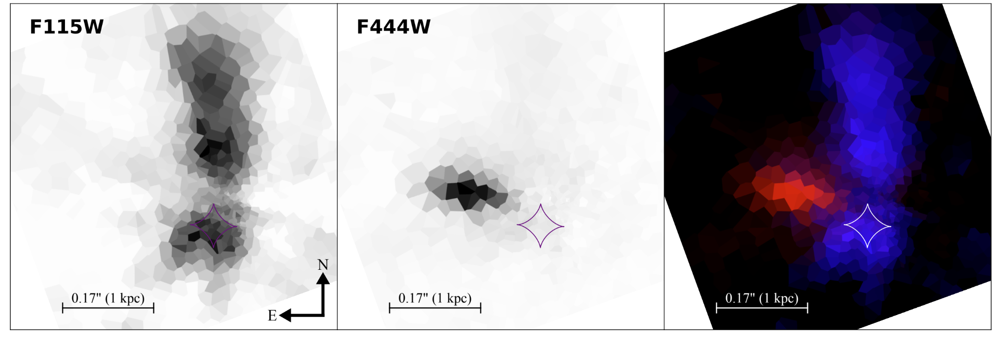 F115W
F444W
N
E
0.17" (1 kpc)
0.17" (1 kpc)
0.17" (1 kpc)